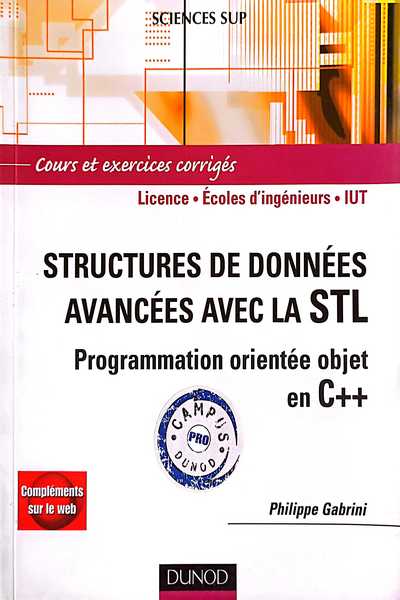 SCIENCES SUP
Cours et exercices corrigés
Licence • Écoles d'ingénieurs • IUT
STRUCTURES DE DONNÉES
AVANCÉES AVEC LA STL
Programmation orientée objet
en C++
CAMPUS
PRO
DUNOD
Compléments
sur le web
Philippe Gabrini
DUNOD